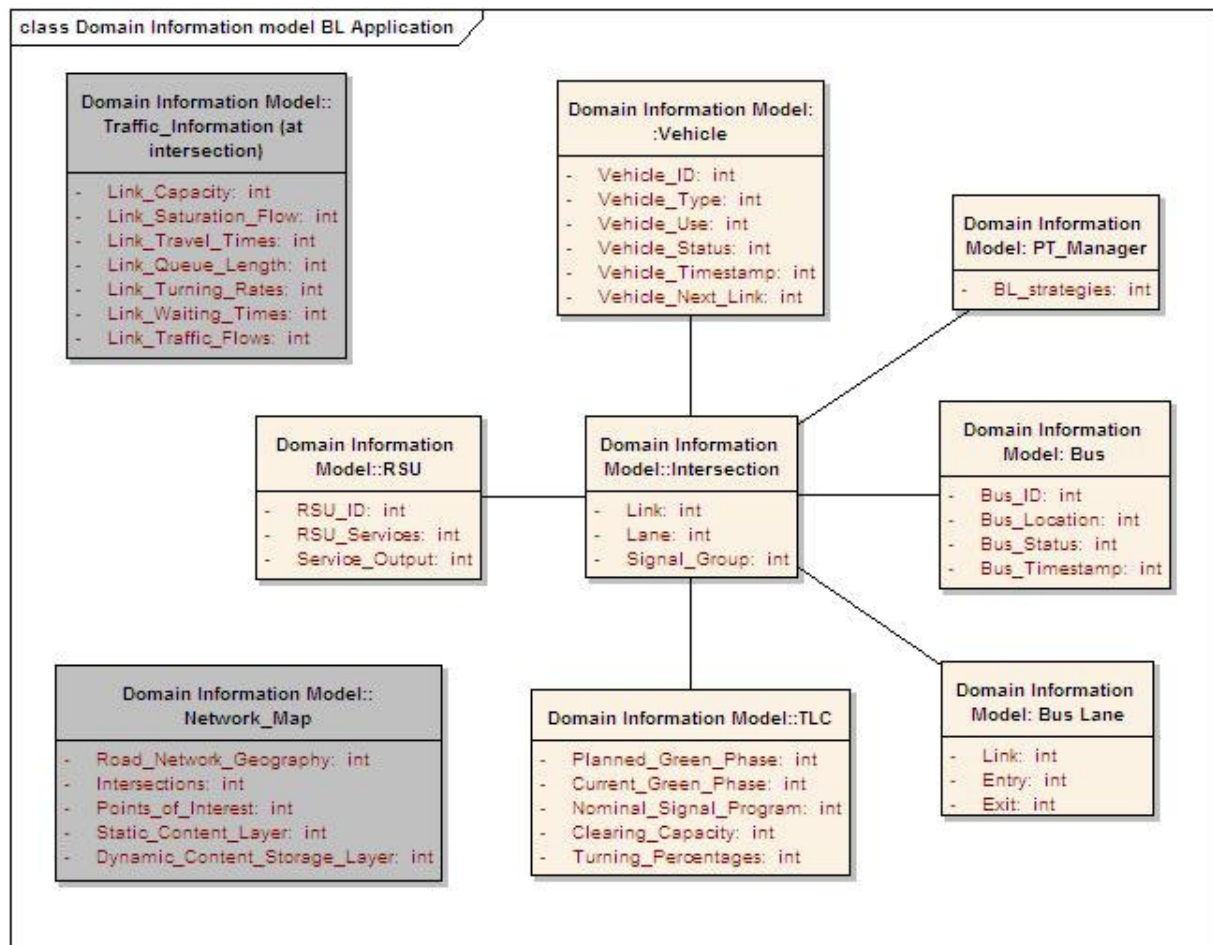 class Domain Information model BL Application
Domain Information Model::
Traffic_Information (at
intersection)
- Link_Capacity: int
- Link_Saturation_Flow: int
- Link_Travel_Times: int
- Link_Queue_Length: int
- Link_Turning_Rates: int
- Link_Waiting_Times: int
- Link_Traffic_Flows: int
Domain Information Model:
:Vehicle
- Vehicle_ID: int
- Vehicle_Type: int
- Vehicle_Use: int
- Vehicle_Status: int
- Vehicle_Timestamp: int
- Vehicle_Next_Link: int
Domain Information
Model: PT_Manager
- BL_strategies: int
Domain Information
Model::RSU
- RSU_ID: int
- RSU_Services: int
- Service_Output: int
Domain Information
Model::Intersection
- Link: int
- Lane: int
- Signal_Group: int
Domain Information
Model: Bus
- Bus_ID: int
- Bus_Location: int
- Bus_Status: int
- Bus_Timestamp: int
Domain Information Model::
Network_Map
- Road_Network_Geography: int
- Intersections: int
- Points_of_Interest: int
- Static_Content_Layer: int
- Dynamic_Content_Storage_Layer: int
Domain Information Model::TLC
- Planned_Green_Phase: int
- Current_Green_Phase: int
- Nominal_Signal_Program: int
- Clearing_Capacity: int
- Turning_Percentages: int
Domain Information
Model: Bus Lane
- Link: int
- Entry: int
- Exit: int